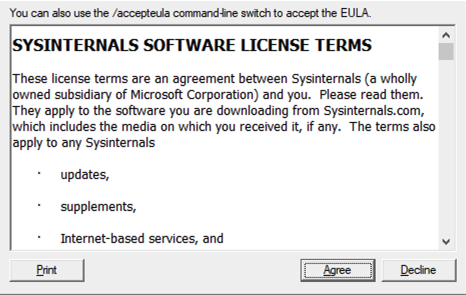 You can also use the /accepteula command-line switch to accept the EULA.
SYSINTERNALS SOFTWARE LICENSE TERMS
These license terms are an agreement between Sysinternals (a wholly
owned subsidiary of Microsoft Corporation) and you.  Please read them.
They apply to the software you are downloading from Sysinternals.com,
which includes the media on which you received it, if any.  The terms also
apply to any Sysinternals
· updates,
· supplements,
· Internet-based services, and
Print Agree Decline